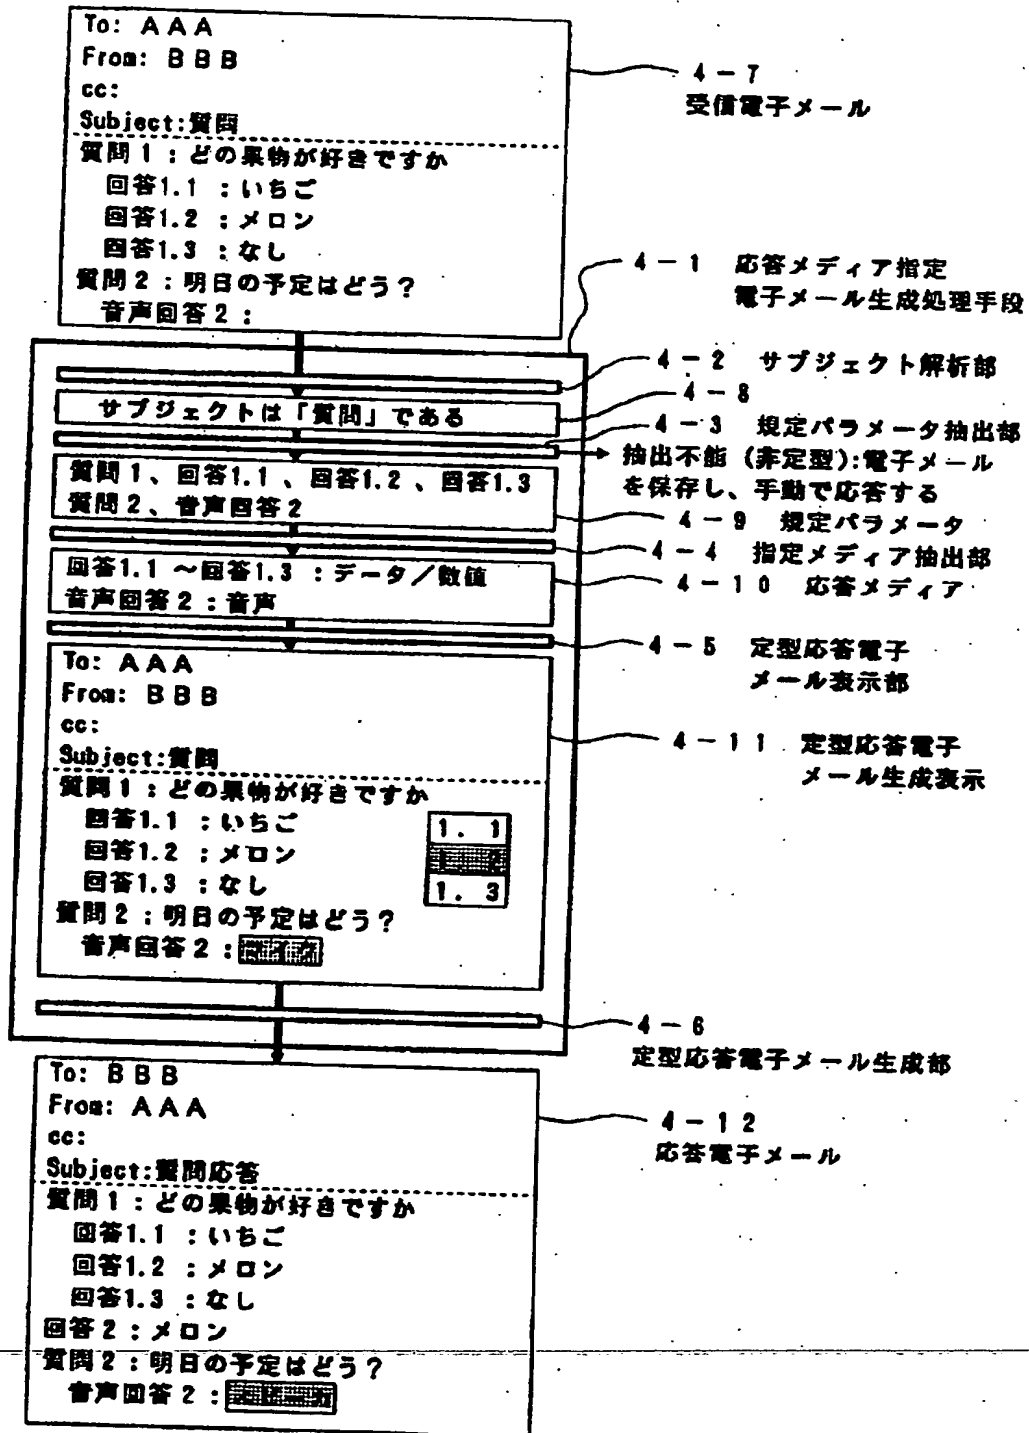 To: AAA
From: BBB
cc:
Subject:質問
質問1：どの果物が好きですか
回答1.1 ：いちご
回答1.2 ：メロン
回答1.3 ：なし
質問2：明日の予定はどう？
音声回答2：
4－7
受信電子メール
4－1 応答メディア指定
電子メール生成処理手段
4－2 サブジェクト解析部
サブジェクトは「質問」である
4－8
4－3 規定パラメータ抽出部
抽出不能（非定型）：電子メール
を保存し、手動で応答する
質問1、回答1.1 、回答1.2 、回答1.3
質問2、音声回答2
4－9 規定パラメータ
4－4 指定メディア抽出部
回答1.1 ～回答1.3 ：データ／数値
音声回答2：音声
4－10 応答メディア
4－5 定型応答電子
メール表示部
To: AAA
From: BBB
cc:
Subject:質問
質問1：どの果物が好きですか
回答1.1 ：いちご
回答1.2 ：メロン
回答1.3 ：なし
1．1
1．3
質問2：明日の予定はどう？
音声回答2：
4－11 定型応答電子
メール生成表示
4－6
定型応答電子メール生成部
To: BBB
From: AAA
cc:
Subject:質問応答
質問1：どの果物が好きですか
回答1.1 ：いちご
回答1.2 ：メロン
回答1.3 ：なし
回答2：メロン
質問2：明日の予定はどう？
音声回答2：
4－12
応答電子メール